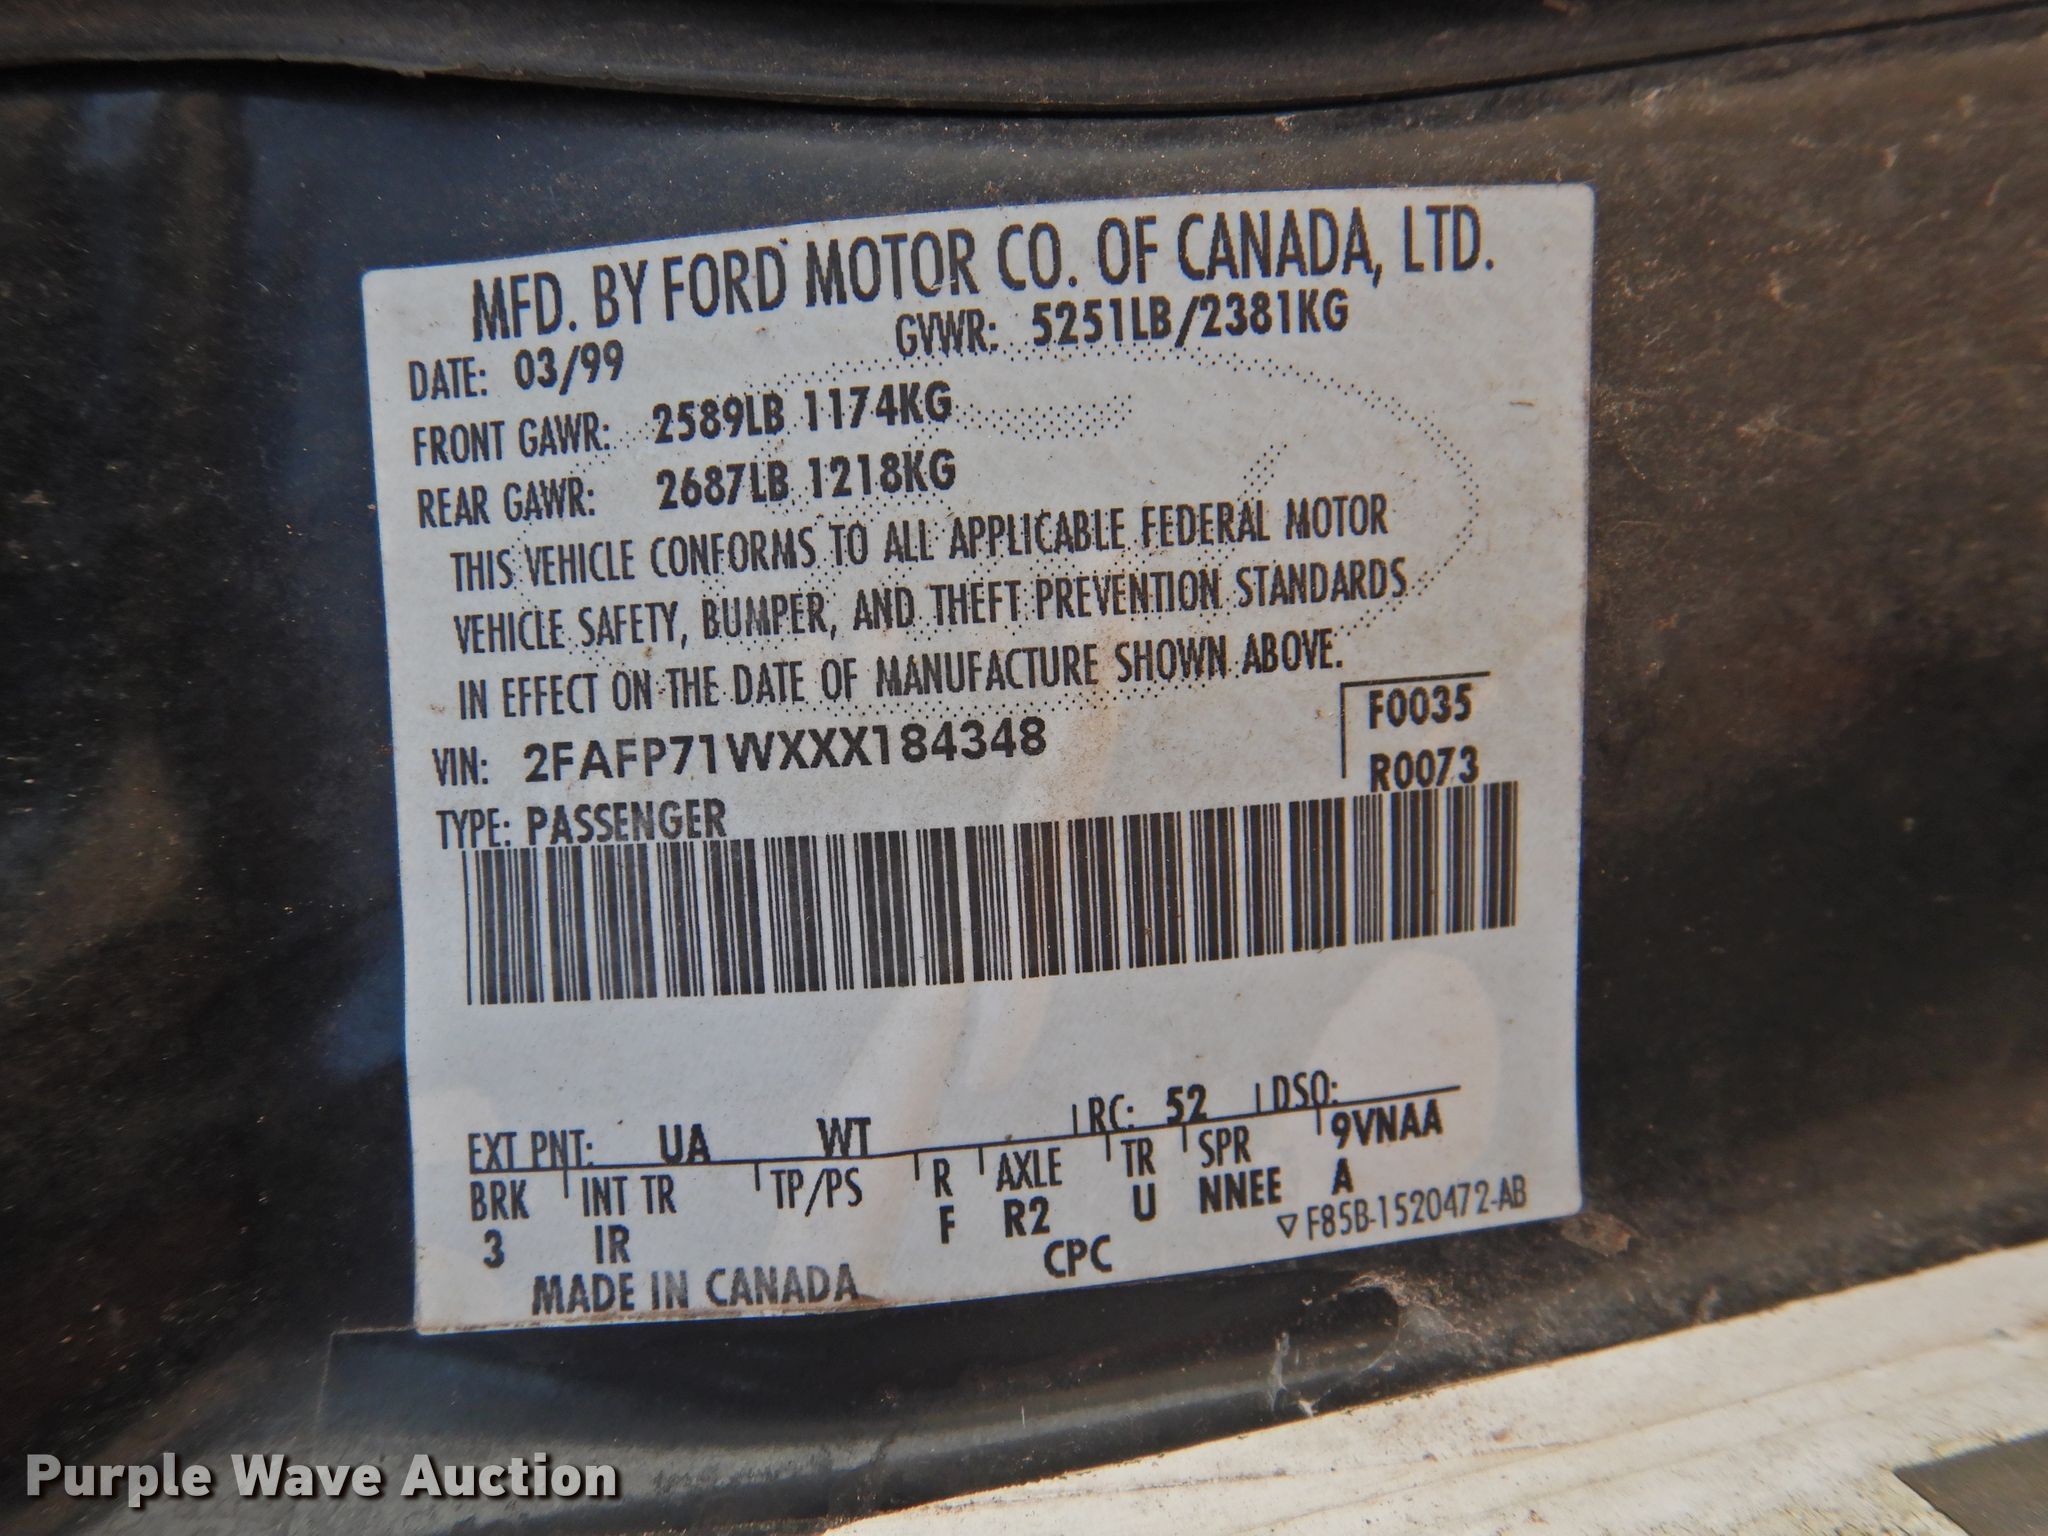 MFD. BY FORD MOTOR CO. OF CANADA, LTD.
DATE: 03/99 GVWR: 5251LB/2381KG
FRONT GAWR: 2589LB 1174KG
REAR GAWR: 2687LB 1218KG
THIS VEHICLE CONFORMS TO ALL APPLICABLE FEDERAL MOTOR
VEHICLE SAFETY, BUMPER, AND THEFT PREVENTION STANDARDS
IN EFFECT ON THE DATE OF MANUFACTURE SHOWN ABOVE.
VIN: 2FAFP71WXXX184348 F0035
R0073
TYPE: PASSENGER
EXT PNT: UA WT RC: 52 DSO:
BRK INT TR TP/PS R AXLE TR SPR 9VNAA
3 IR F R2 U NNEE A
MADE IN CANADA CPC F85B-1520472-AB
Purple Wave Auction